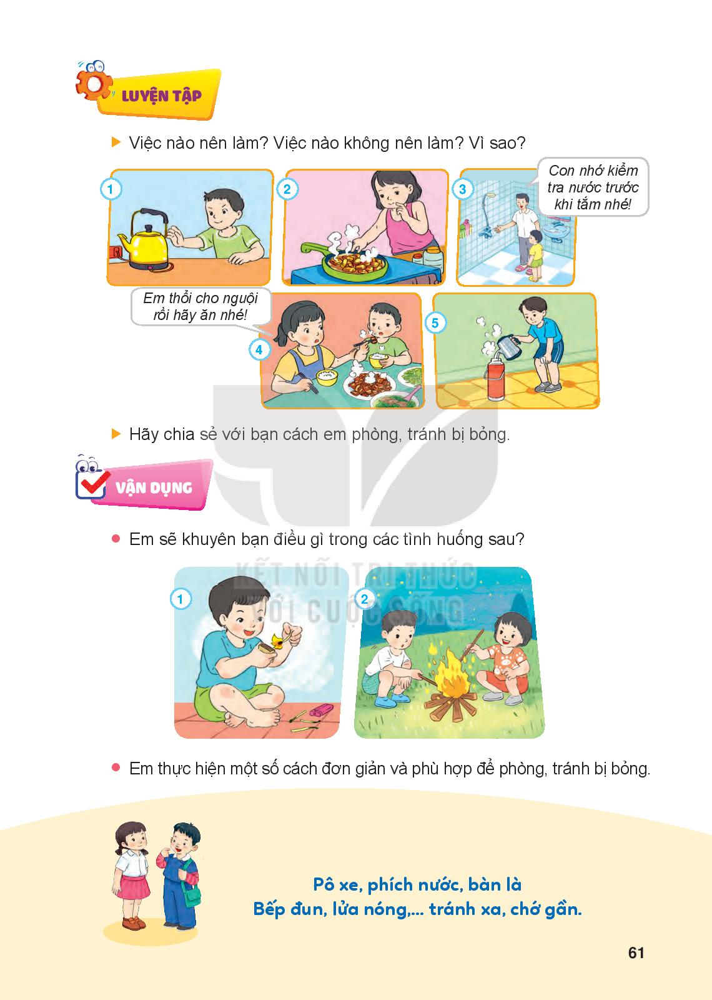 LUYỆN TẬP
Việc nào nên làm? Việc nào không nên làm? Vì sao?
1
2
3
Con nhớ kiểm
tra nước trước
khi tắm nhé!
Em thổi cho nguội
rồi hãy ăn nhé!
4
5
Hãy chia sẻ với bạn cách em phòng, tránh bị bỏng.
VẬN DỤNG
Em sẽ khuyên bạn điều gì trong các tình huống sau?
KẾT NỐI TRI THỨC
VỚI CUỘC SỐNG
1
2
Em thực hiện một số cách đơn giản và phù hợp để phòng, tránh bị bỏng.
Pô xe, phích nước, bàn là
Bếp đun, lửa nóng,... tránh xa, chớ gần.
61